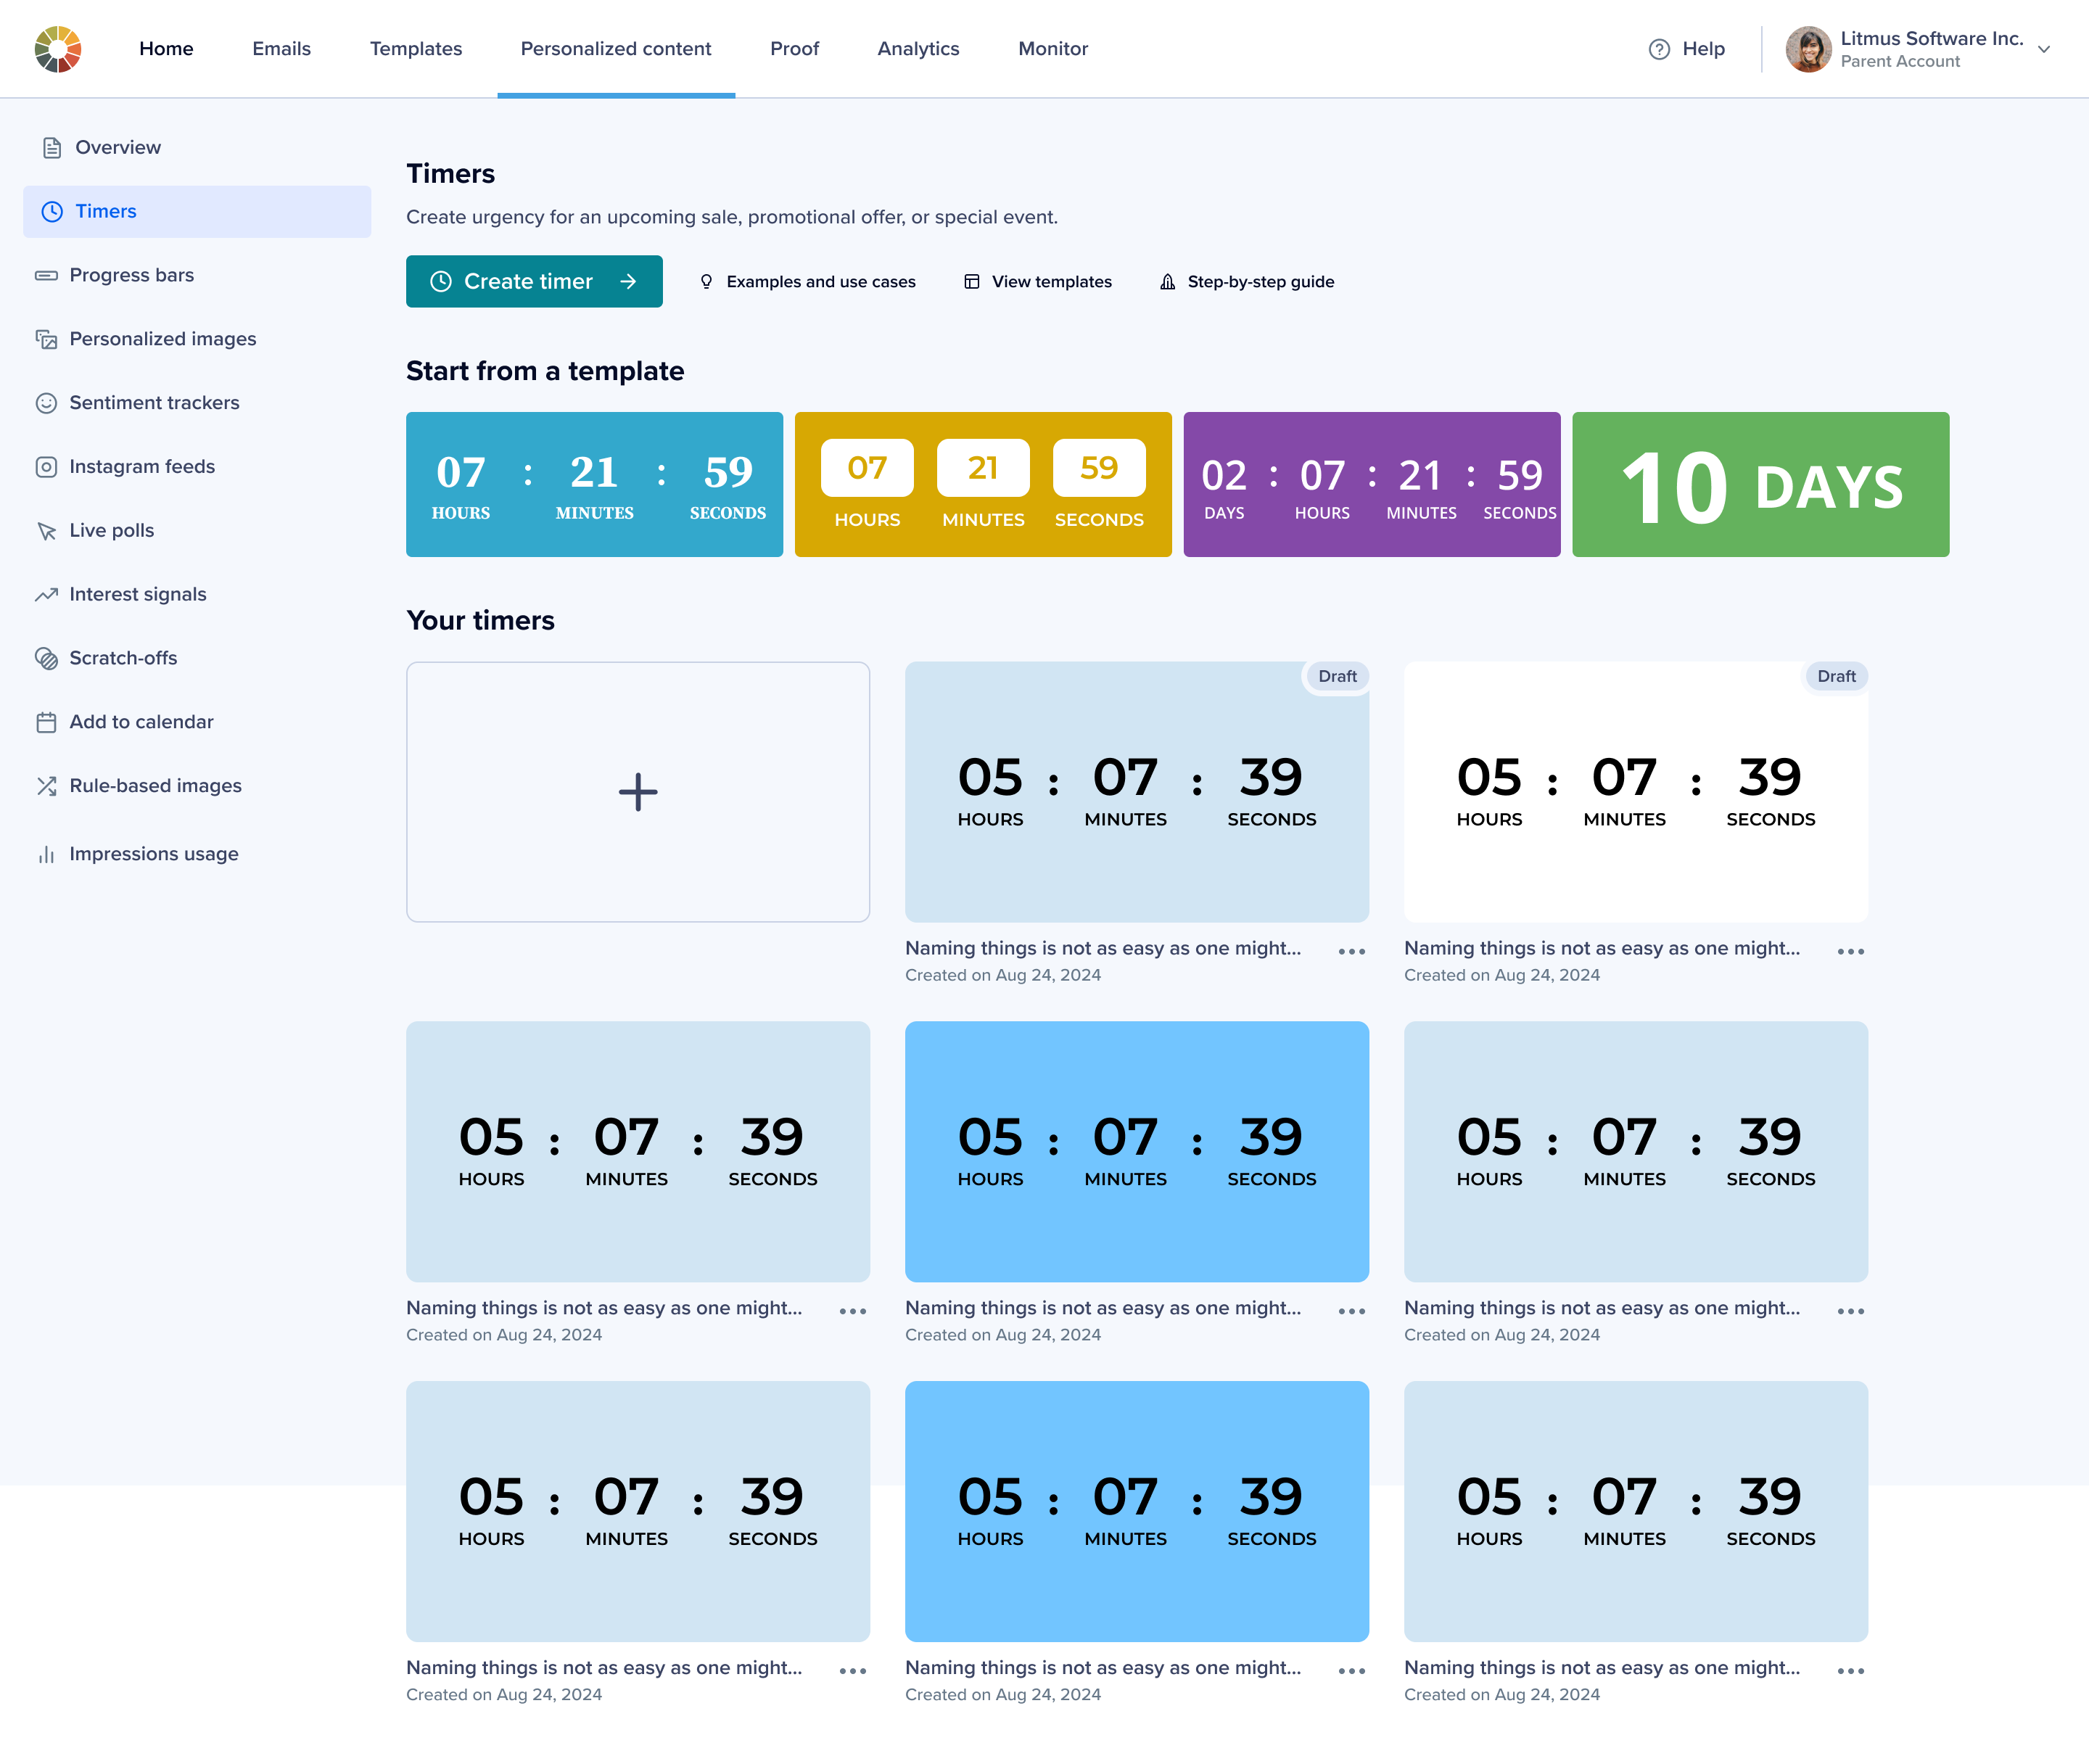 Home Emails Templates Personalized content Proof Analytics Monitor Help Litmus Software Inc.
Parent Account
Overview
Timers
Progress bars
Personalized images
Sentiment trackers
Instagram feeds
Live polls
Interest signals
Scratch-offs
Add to calendar
Rule-based images
Impressions usage
Timers
Create urgency for an upcoming sale, promotional offer, or special event.
Create timer Examples and use cases View templates Step-by-step guide
Start from a template
07 : 21 : 59
HOURS MINUTES SECONDS
07 21 59
HOURS MINUTES SECONDS
02 : 07 : 21 : 59
DAYS HOURS MINUTES SECONDS
10 DAYS
Your timers
Draft
05 : 07 : 39
HOURS MINUTES SECONDS
Naming things is not as easy as one might...
Created on Aug 24, 2024
Draft
05 : 07 : 39
HOURS MINUTES SECONDS
Naming things is not as easy as one might...
Created on Aug 24, 2024
05 : 07 : 39
HOURS MINUTES SECONDS
Naming things is not as easy as one might...
Created on Aug 24, 2024
05 : 07 : 39
HOURS MINUTES SECONDS
Naming things is not as easy as one might...
Created on Aug 24, 2024
05 : 07 : 39
HOURS MINUTES SECONDS
Naming things is not as easy as one might...
Created on Aug 24, 2024
05 : 07 : 39
HOURS MINUTES SECONDS
Naming things is not as easy as one might...
Created on Aug 24, 2024
05 : 07 : 39
HOURS MINUTES SECONDS
Naming things is not as easy as one might...
Created on Aug 24, 2024
05 : 07 : 39
HOURS MINUTES SECONDS
Naming things is not as easy as one might...
Created on Aug 24, 2024